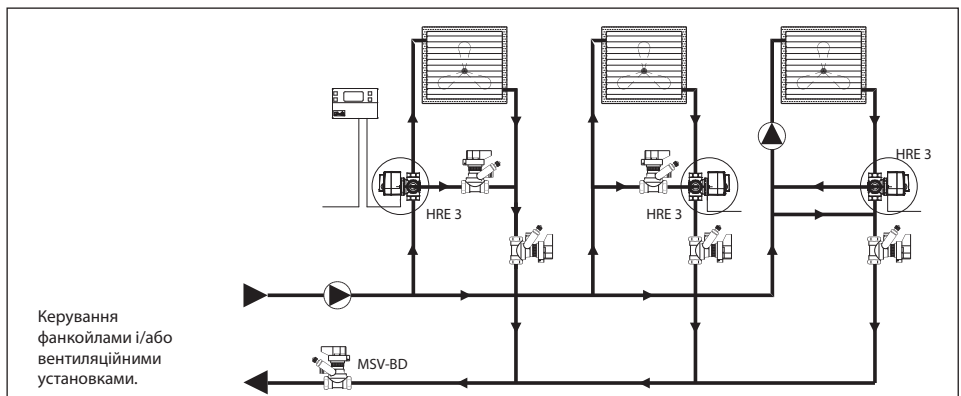 HRE 3
HRE 3
HRE 3
Керування
фанкойлами і/або
вентиляційними
установками.
MSV-BD